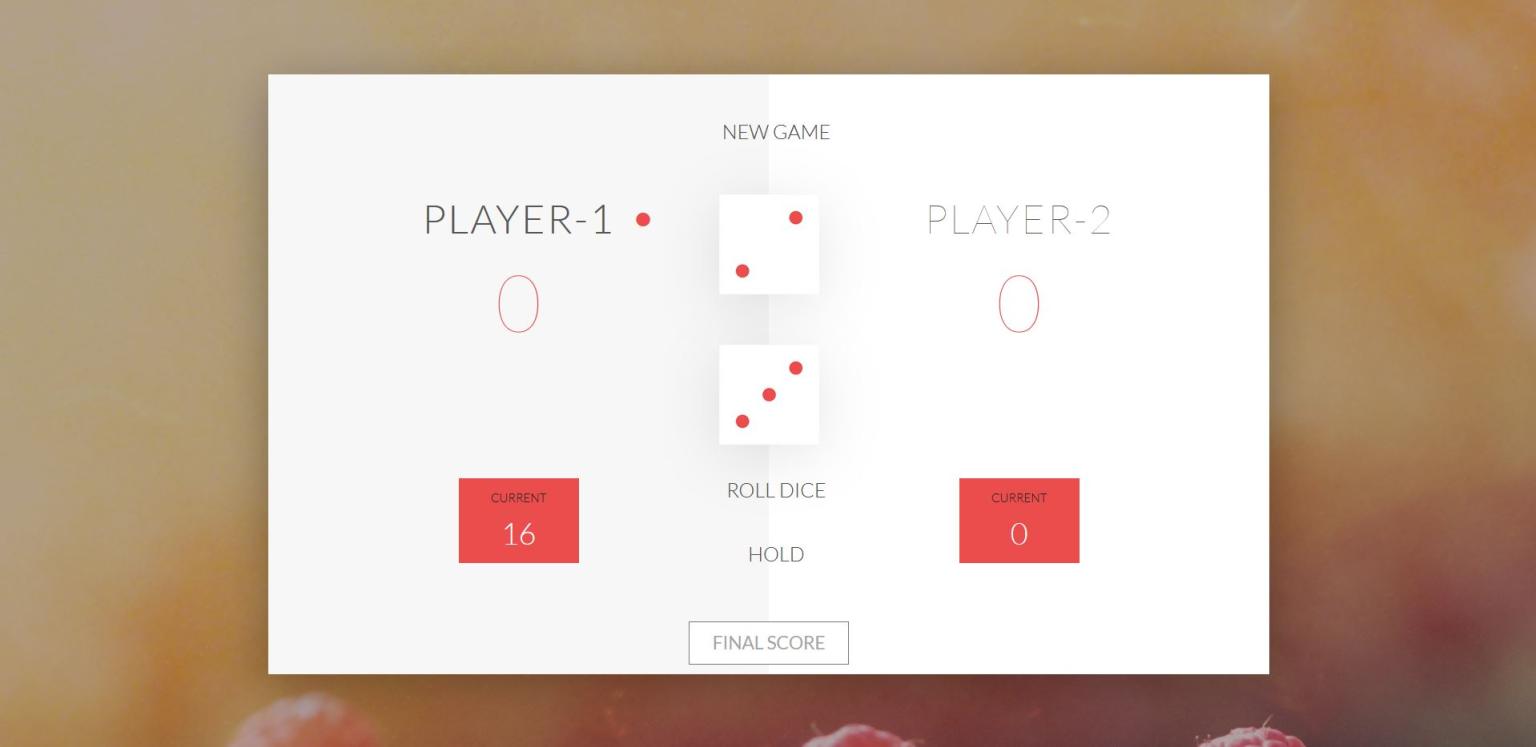 NEW GAME
PLAYER-1
0
PLAYER-2
0
CURRENT
16
ROLL DICE
HOLD
CURRENT
0
FINAL SCORE